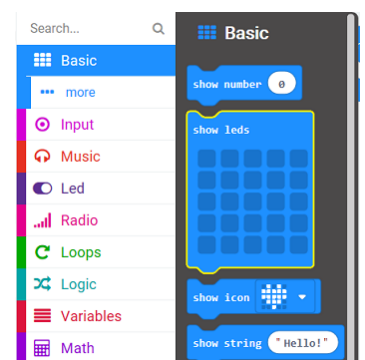 Search...
Basic
more
Input
Music
Led
Radio
Loops
Logic
Variables
Math
Basic
show number 0
show leds
show icon
show string "Hello!"